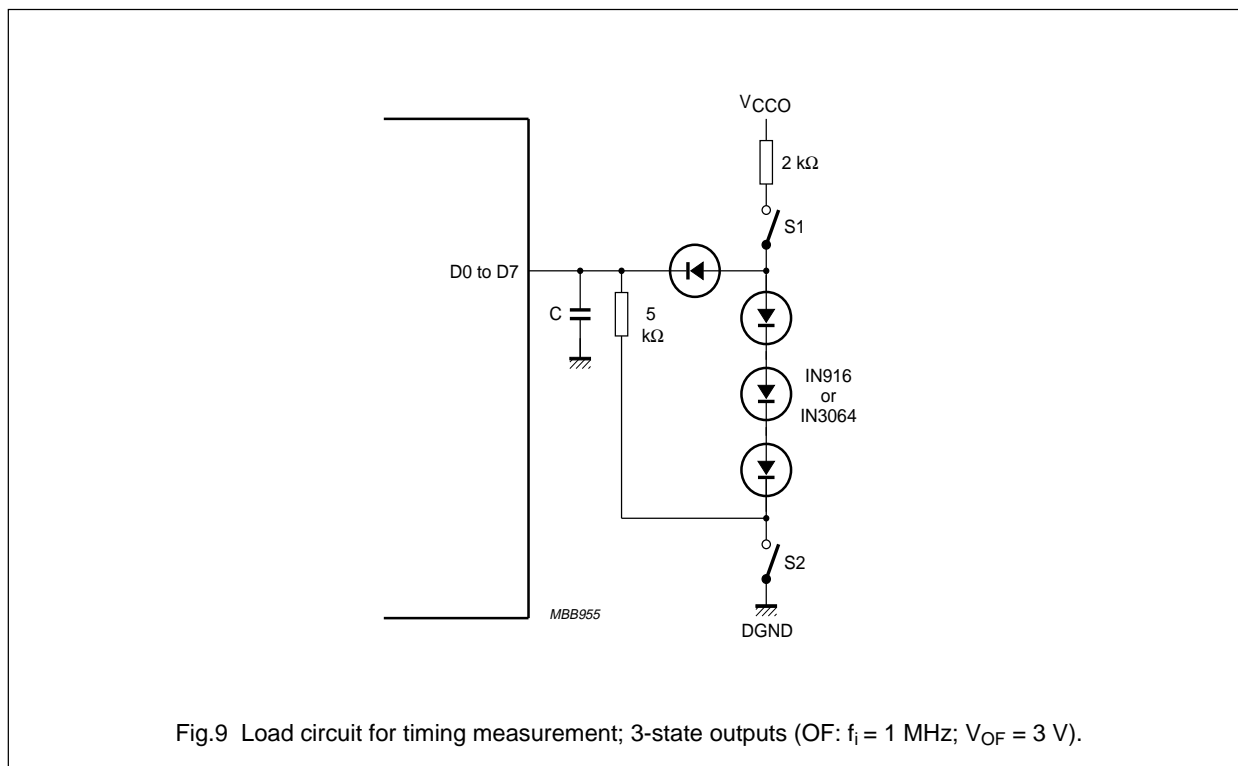 VCCO
2 kΩ
S1
D0 to D7
C
5
kΩ
IN916
or
IN3064
S2
MBB955
DGND
Fig.9 Load circuit for timing measurement; 3-state outputs (OF: fi = 1 MHz; VOF = 3 V).